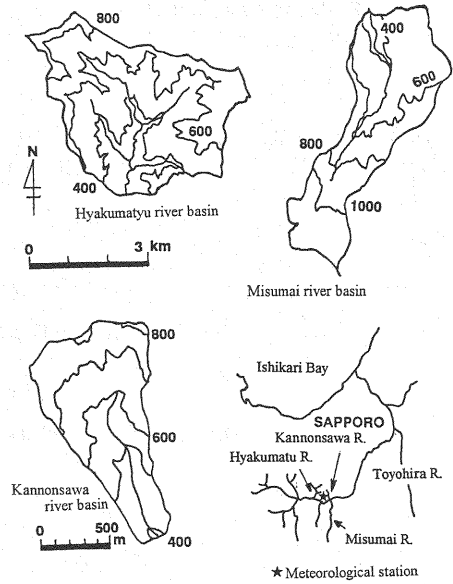 800
600
400
N
Hyakumatyu river basin
0 3 km
400
600
800
1000
Misumai river basin
800
600
400
Kannonsawa
river basin
0 500
m
Ishikari Bay
SAPPORO
Kannonsawa R.
Hyakumatu R.
Toyohira R.
Misumai R.
★ Meteorological station